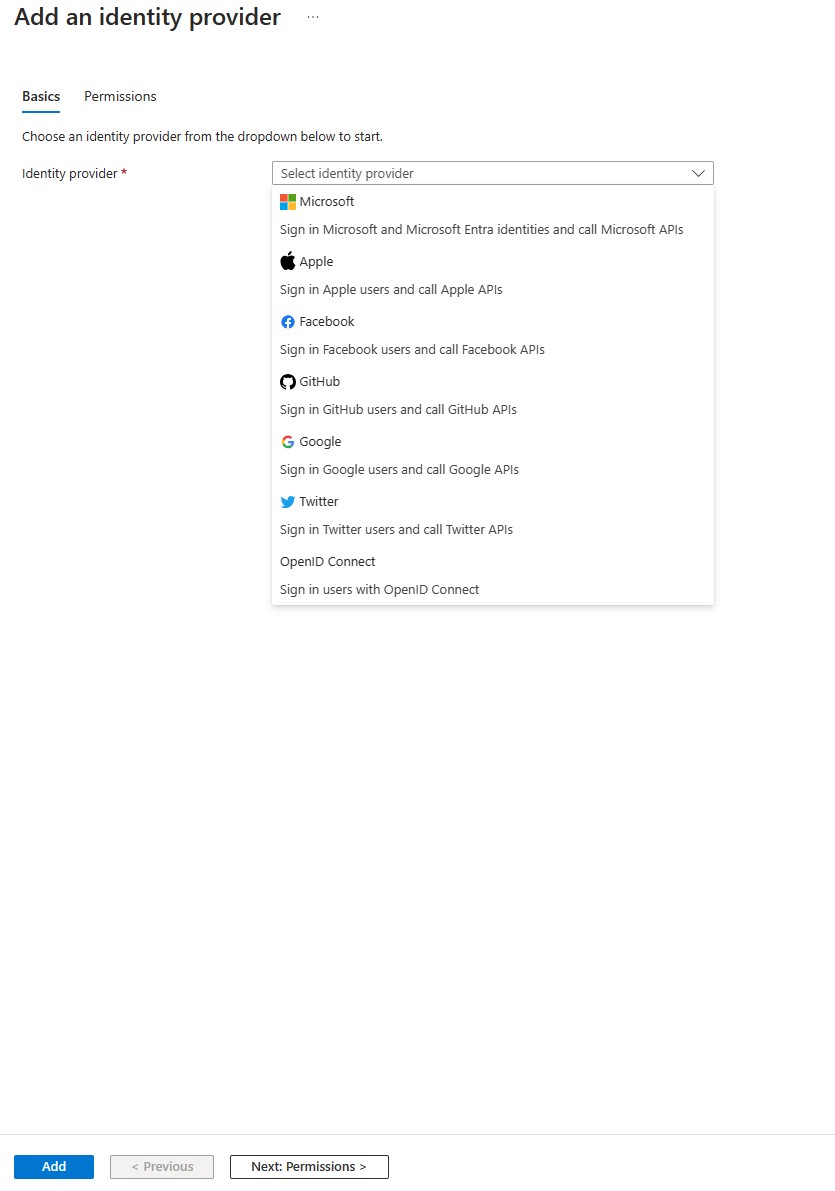 Add an identity provider ...
Basics Permissions
Choose an identity provider from the dropdown below to start.
Identity provider * Select identity provider
Microsoft
Sign in Microsoft and Microsoft Entra identities and call Microsoft APIs
Apple
Sign in Apple users and call Apple APIs
Facebook
Sign in Facebook users and call Facebook APIs
GitHub
Sign in GitHub users and call GitHub APIs
Google
Sign in Google users and call Google APIs
Twitter
Sign in Twitter users and call Twitter APIs
OpenID Connect
Sign in users with OpenID Connect
Add < Previous Next: Permissions >